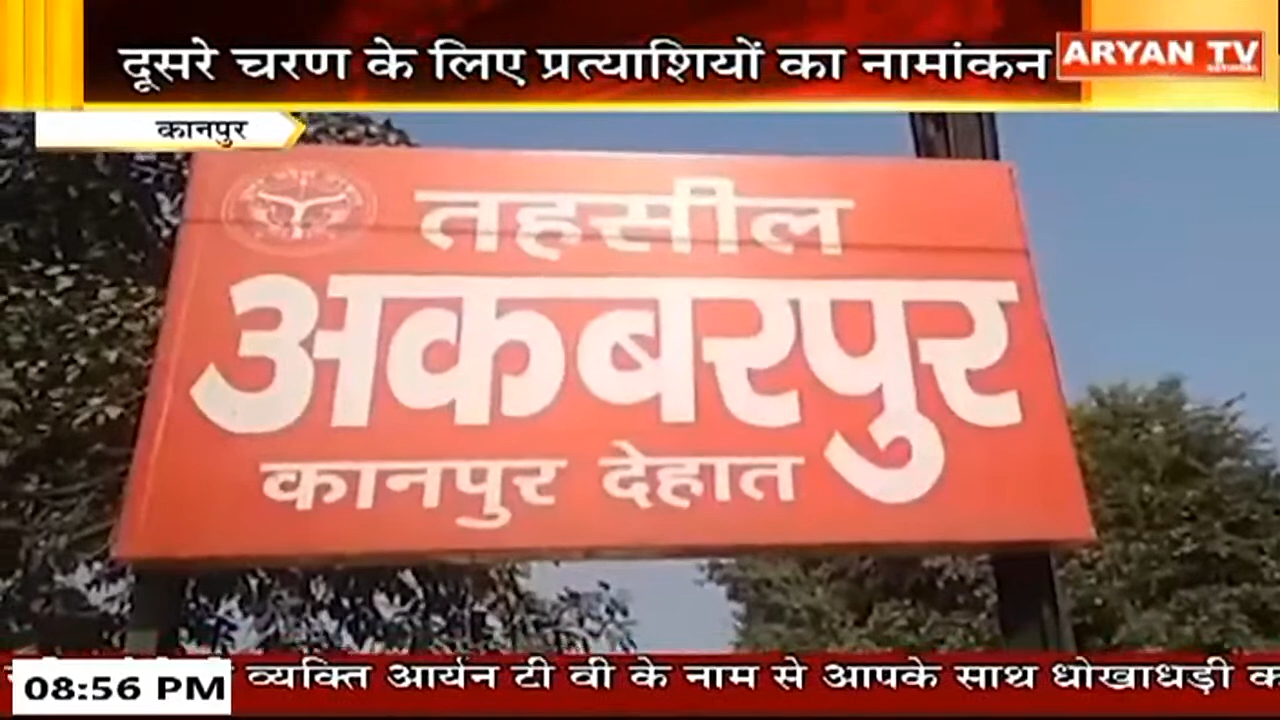 दूसरे चरण के लिए प्रत्याशियों का नामांकन
ARYAN TV
कानपुर
तहसील
अकबरपुर
कानपुर देहात
08:56 PM
व्यक्ति आर्यन टी वी के नाम से आपके साथ धोखाधड़ी